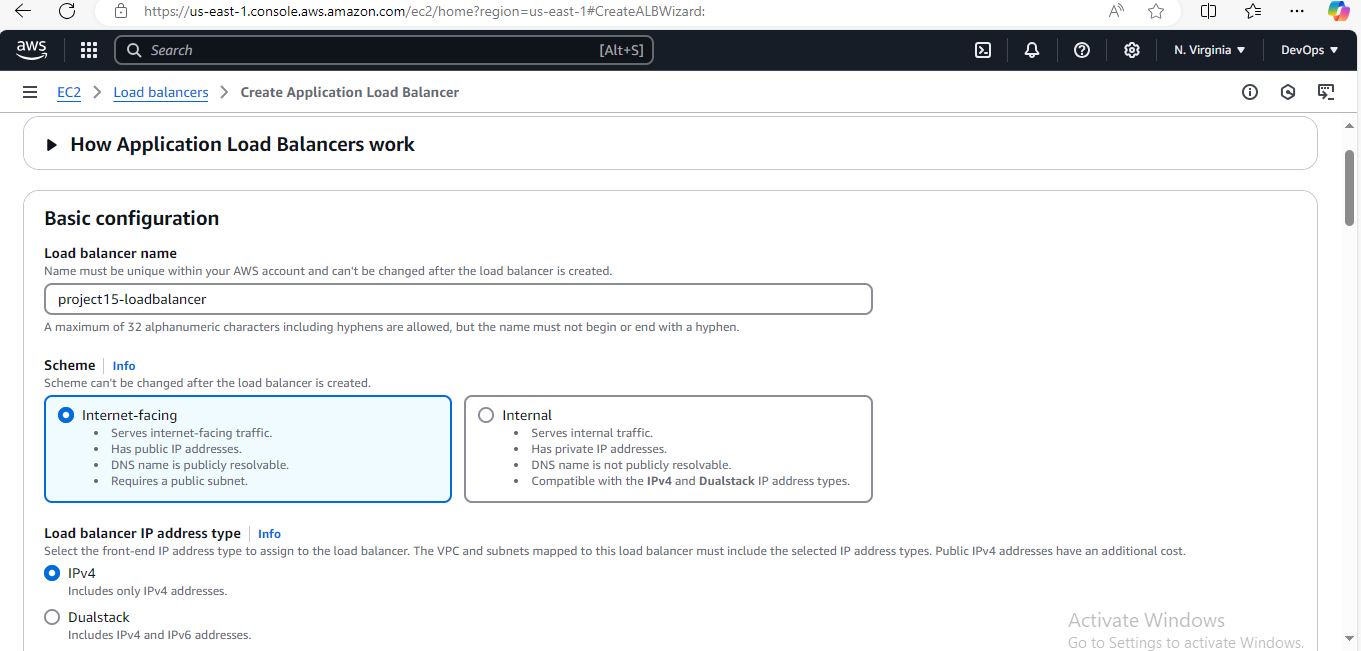 https://us-east-1.console.aws.amazon.com/ec2/home?region=us-east-1#CreateALBWizard:
aws Search [Alt+S] N. Virginia ▼ DevOps ▼
EC2 > Load balancers > Create Application Load Balancer
How Application Load Balancers work
Basic configuration
Load balancer name
Name must be unique within your AWS account and can't be changed after the load balancer is created.
project15-loadbalancer
A maximum of 32 alphanumeric characters including hyphens are allowed, but the name must not begin or end with a hyphen.
Scheme Info
Scheme can't be changed after the load balancer is created.
Internet-facing
• Serves internet-facing traffic.
• Has public IP addresses.
• DNS name is publicly resolvable.
• Requires a public subnet.
Internal
• Serves internal traffic.
• Has private IP addresses.
• DNS name is not publicly resolvable.
• Compatible with the IPv4 and Dualstack IP address types.
Load balancer IP address type Info
Select the front-end IP address type to assign to the load balancer. The VPC and subnets mapped to this load balancer must include the selected IP address types. Public IPv4 addresses have an additional cost.
IPv4
Includes only IPv4 addresses.
Dualstack
Includes IPv4 and IPv6 addresses.
Activate Windows
Go to Settings to activate Windows.